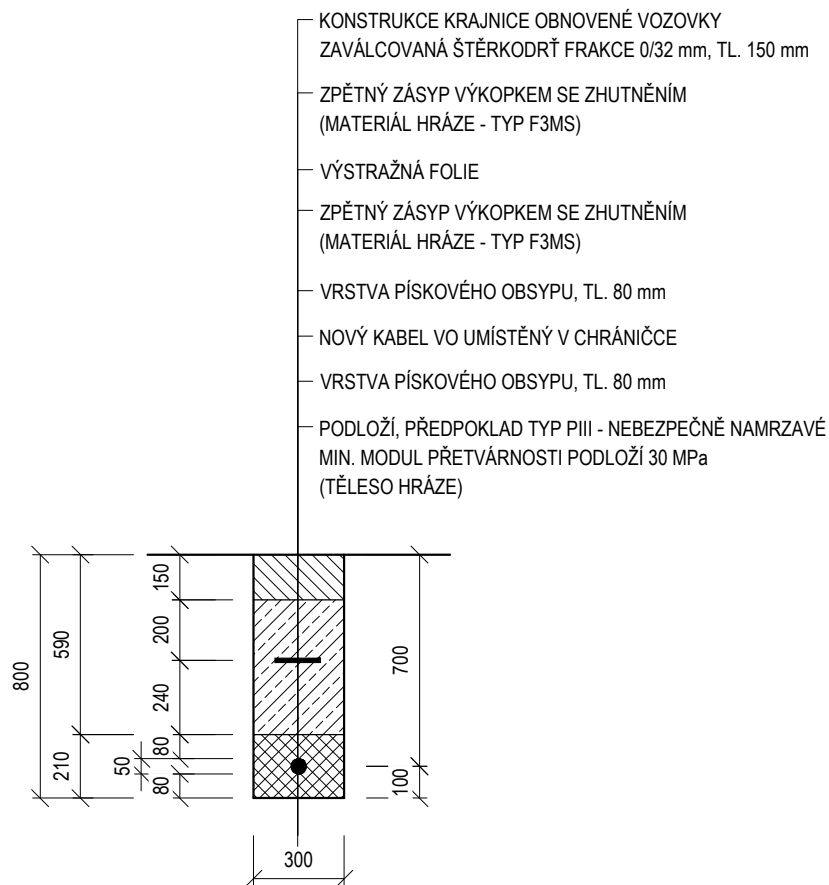 KONSTRUKCE KRAJNICE OBNOVENÉ VOZOVKY
ZAVÁLCOVANÁ ŠTĚRKODRŤ FRAKCE 0/32 mm, TL. 150 mm
ZPĚTNÝ ZÁSYP VÝKOPKEM SE ZHUTNĚNÍM
(MATERIÁL HRÁZE - TYP F3MS)
VÝSTRAŽNÁ FOLIE
ZPĚTNÝ ZÁSYP VÝKOPKEM SE ZHUTNĚNÍM
(MATERIÁL HRÁZE - TYP F3MS)
VRSTVA PÍSKOVÉHO OBSYPU, TL. 80 mm
NOVÝ KABEL VO UMÍSTĚNÝ V CHRÁNIČCE
VRSTVA PÍSKOVÉHO OBSYPU, TL. 80 mm
PODLOŽÍ, PŘEDPOKLAD TYP PIII - NEBEZPEČNĚ NAMRZAVÉ
MIN. MODUL PŘETVÁRNOSTI PODLOŽÍ 30 MPa
(TĚLESO HRÁZE)
800
590
210
50
150
200
240
80
80
700
100
300